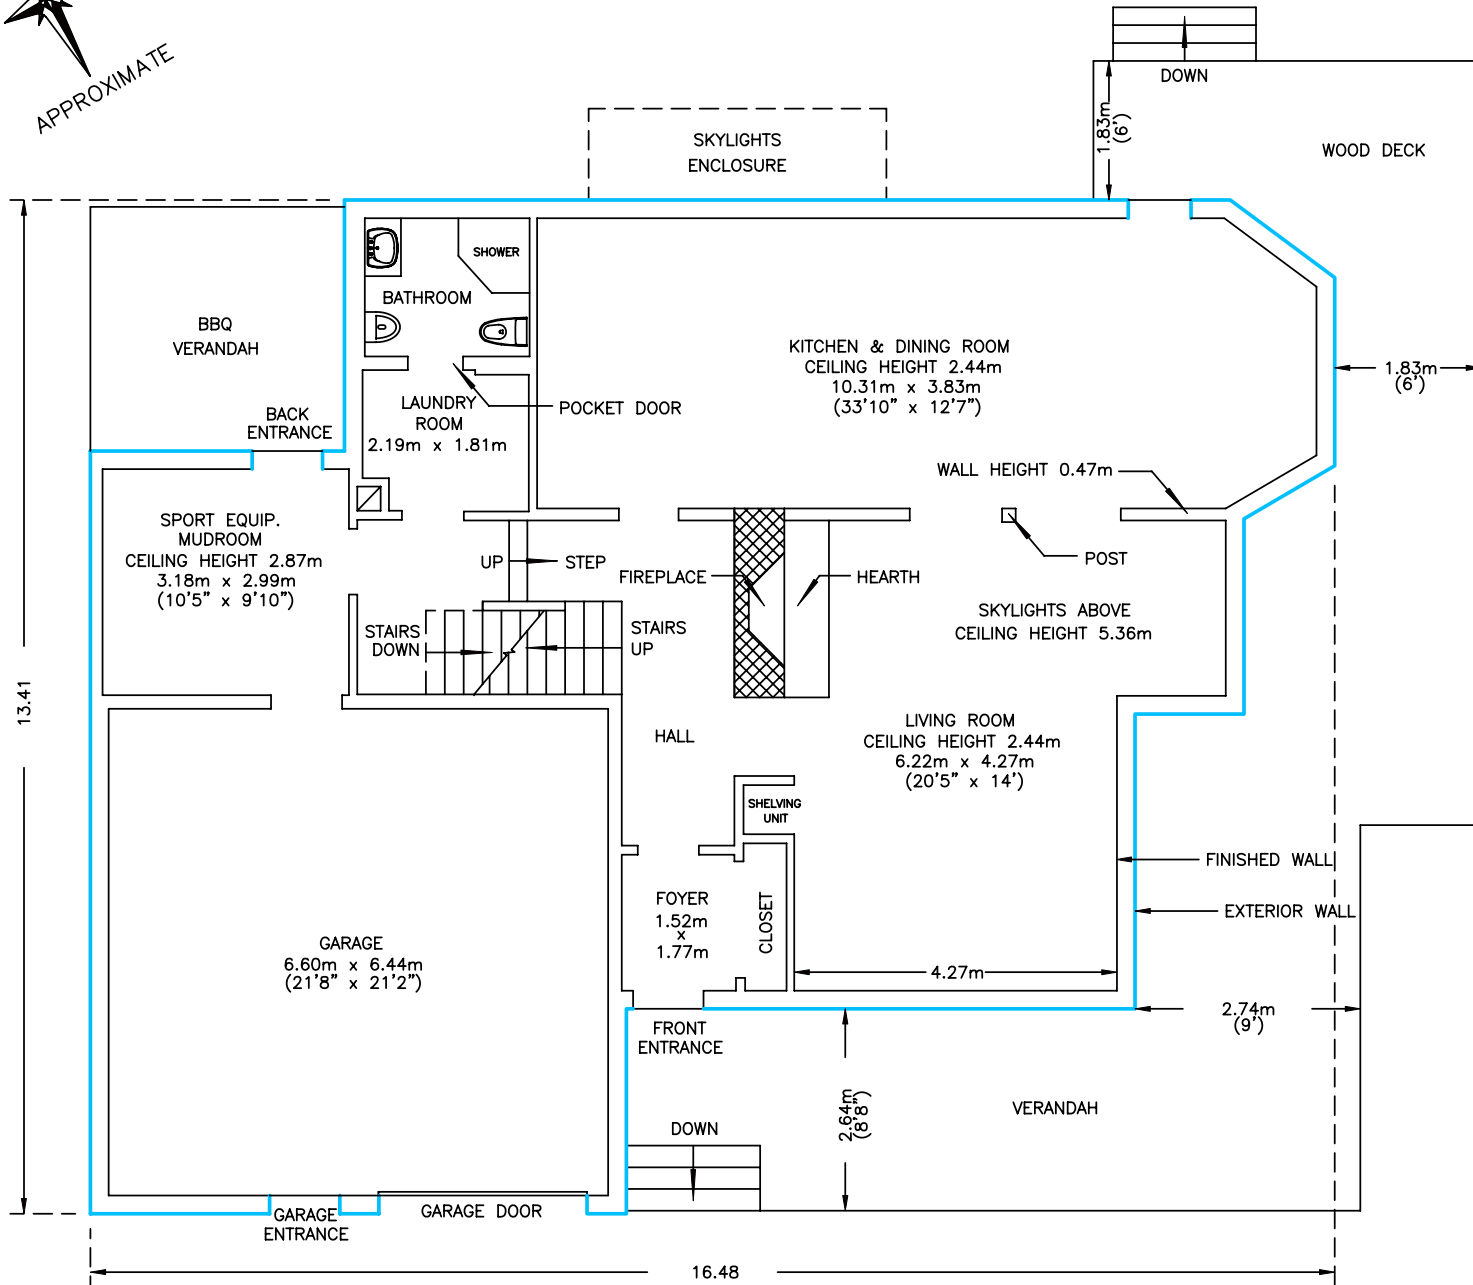 APPROXIMATE
DOWN
1.83m
(6')
WOOD DECK
SKYLIGHTS
ENCLOSURE
SHOWER
BATHROOM
BBQ
VERANDAH
KITCHEN & DINING ROOM
CEILING HEIGHT 2.44m
10.31m x 3.83m
(33'10" x 12'7")
1.83m
(6')
BACK
ENTRANCE
LAUNDRY
ROOM
2.19m x 1.81m
POCKET DOOR
WALL HEIGHT 0.47m
SPORT EQUIP.
MUDROOM
CEILING HEIGHT 2.87m
3.18m x 2.99m
(10'5" x 9'10")
UP
STEP
FIREPLACE
HEARTH
POST
SKYLIGHTS ABOVE
CEILING HEIGHT 5.36m
STAIRS
DOWN
STAIRS
UP
13.41
HALL
LIVING ROOM
CEILING HEIGHT 2.44m
6.22m x 4.27m
(20'5" x 14')
SHELVING
UNIT
FINISHED WALL
EXTERIOR WALL
FOYER
1.52m
x
1.77m
CLOSET
GARAGE
6.60m x 6.44m
(21'8" x 21'2")
4.27m
2.74m
(9')
FRONT
ENTRANCE
2.64m
(8'8")
VERANDAH
DOWN
GARAGE
ENTRANCE
GARAGE DOOR
16.48